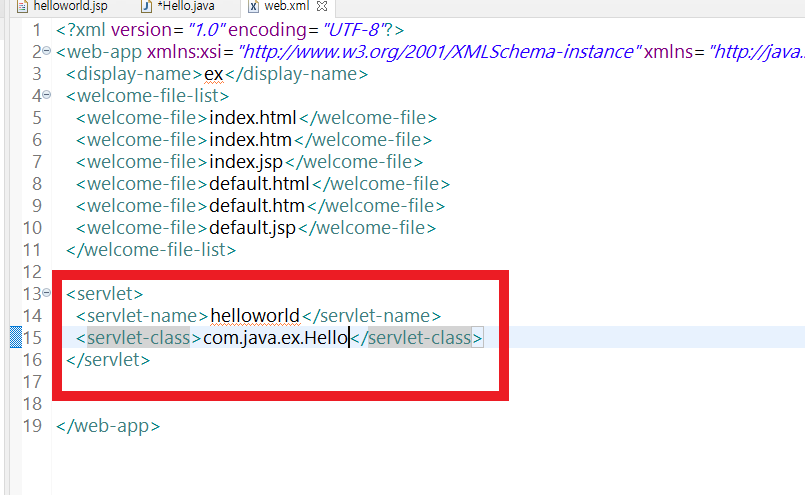 helloworld.jsp *Hello.java web.xml
1 <?xml version="1.0" encoding="UTF-8"?>
2 <web-app xmlns:xsi="http://www.w3.org/2001/XMLSchema-instance" xmlns="http://java.
3 <display-name>ex</display-name>
4 <welcome-file-list>
5 <welcome-file>index.html</welcome-file>
6 <welcome-file>index.htm</welcome-file>
7 <welcome-file>index.jsp</welcome-file>
8 <welcome-file>default.html</welcome-file>
9 <welcome-file>default.htm</welcome-file>
10 <welcome-file>default.jsp</welcome-file>
11 </welcome-file-list>
12
13 <servlet>
14 <servlet-name>helloworld</servlet-name>
15 <servlet-class>com.java.ex.Hello</servlet-class>
16 </servlet>
17
18
19 </web-app>